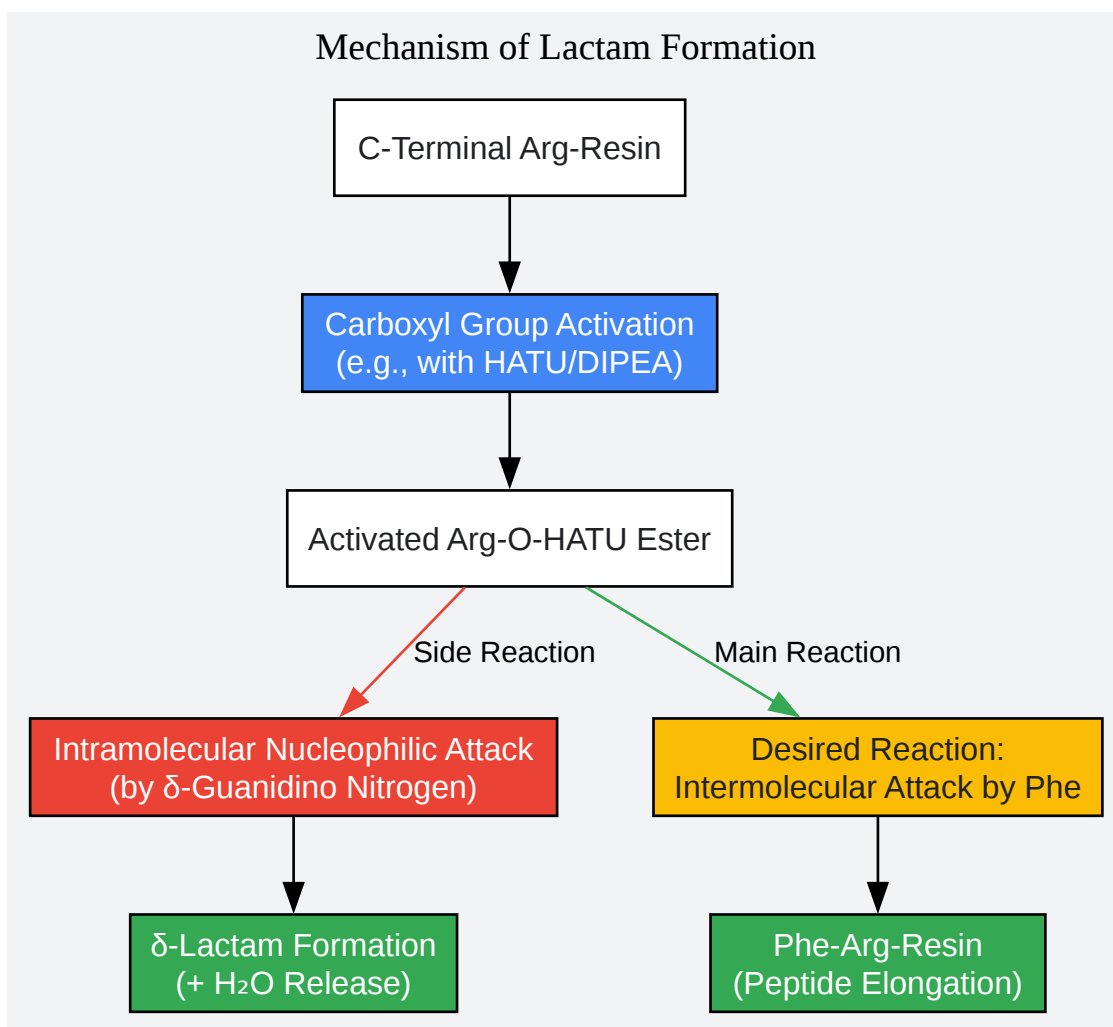 Mechanism of Lactam Formation
C-Terminal Arg-Resin
Carboxyl Group Activation
(e.g., with HATU/DIPEA)
Activated Arg-O-HATU Ester
Side Reaction
Main Reaction
Intramolecular Nucleophilic Attack
(by δ-Guanidino Nitrogen)
Desired Reaction:
Intermolecular Attack by Phe
δ-Lactam Formation
(+ H₂O Release)
Phe-Arg-Resin
(Peptide Elongation)